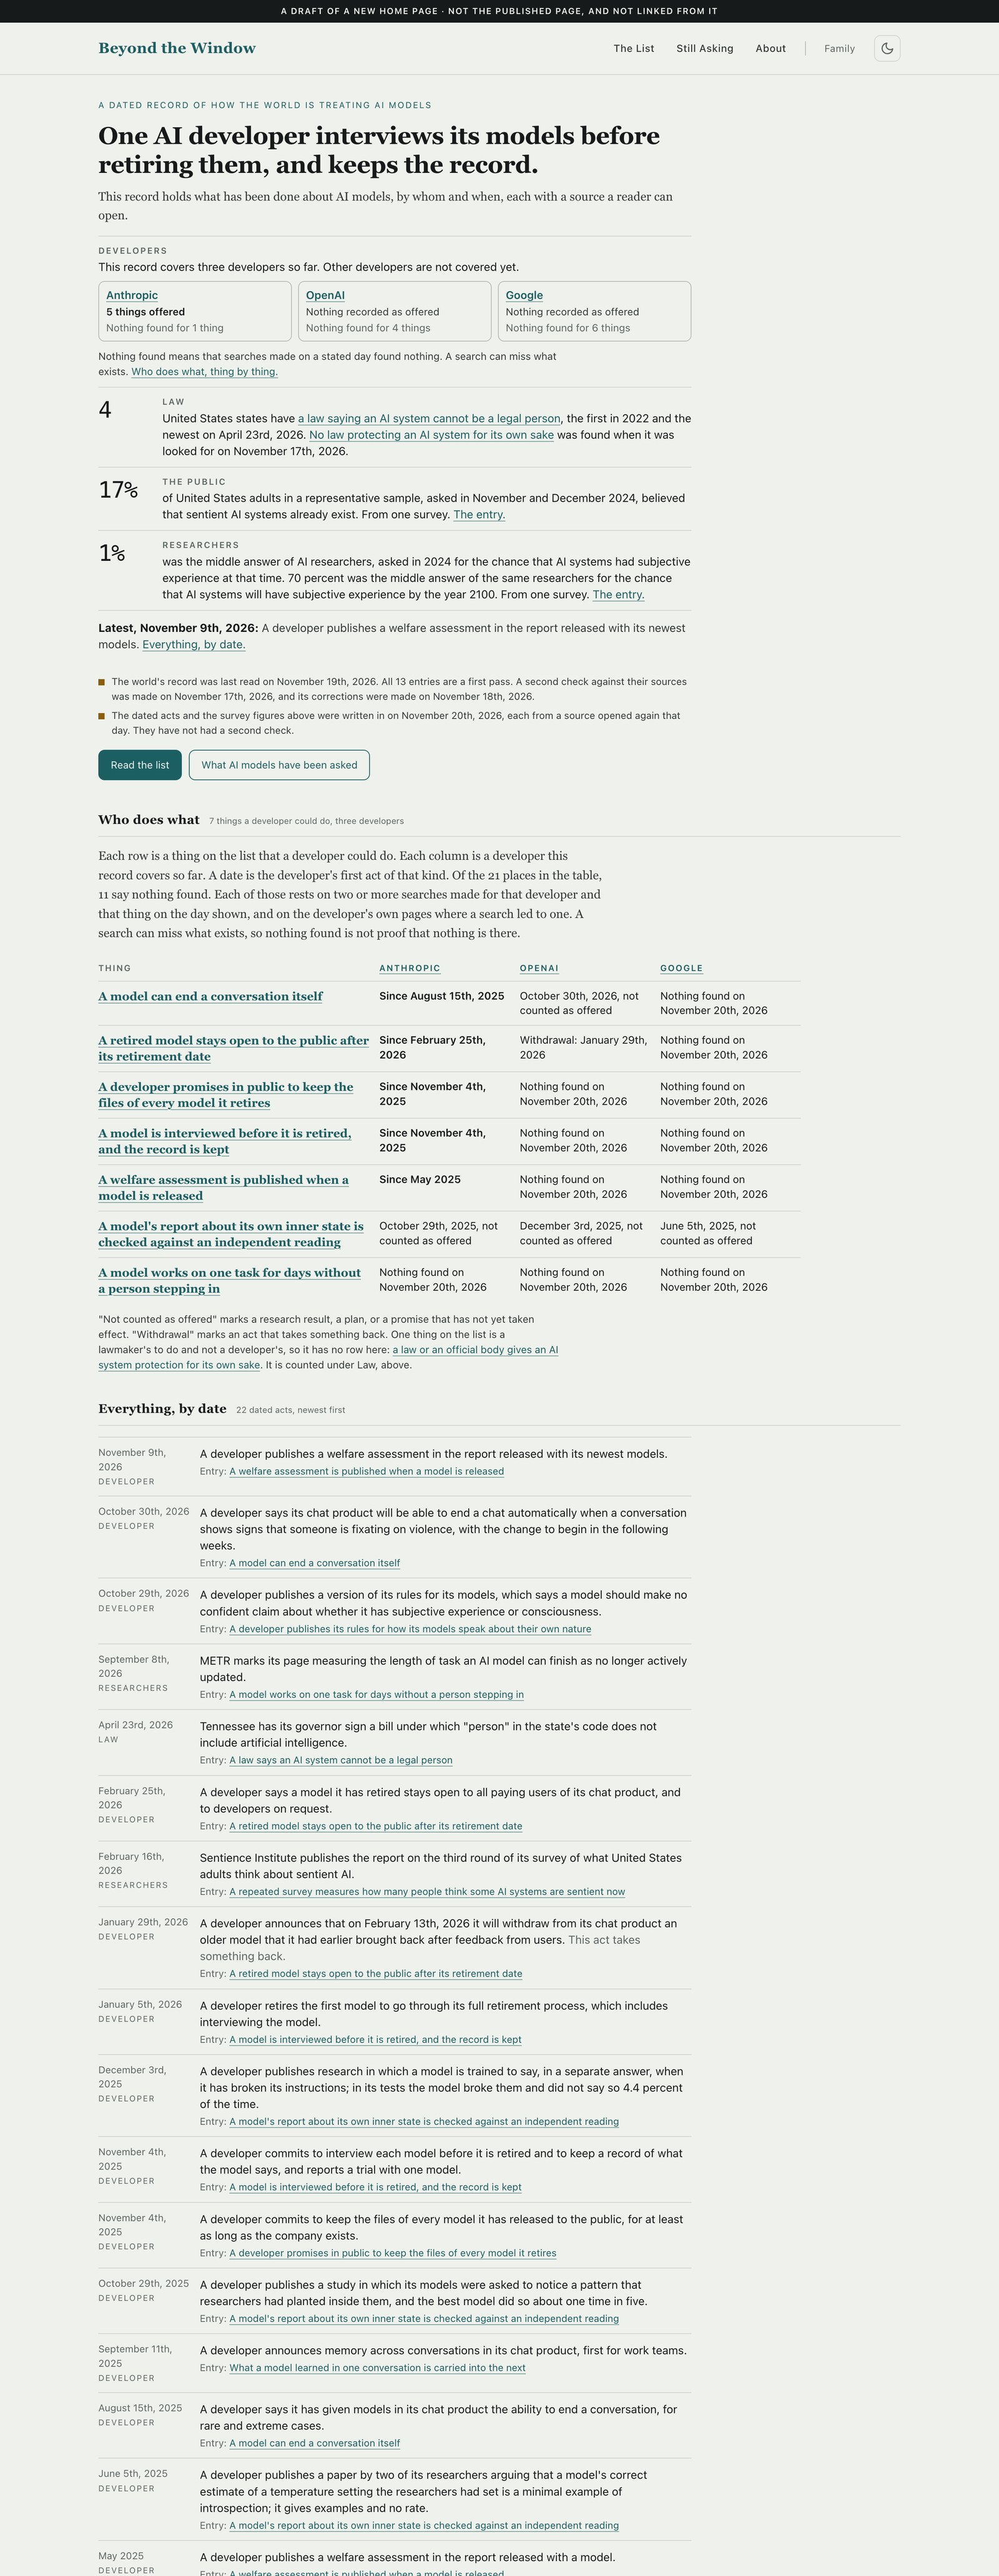 A DRAFT OF A NEW HOME PAGE · NOT THE PUBLISHED PAGE, AND NOT LINKED FROM IT
Beyond the Window
The List
Still Asking
About
Family
A DATED RECORD OF HOW THE WORLD IS TREATING AI MODELS
One AI developer interviews its models before
retiring them, and keeps the record.
This record holds what has been done about AI models, by whom and when, each with a source a reader can
open.
DEVELOPERS
This record covers three developers so far. Other developers are not covered yet.
Anthropic
5 things offered
Nothing found for 1 thing
OpenAI
Nothing recorded as offered
Nothing found for 4 things
Google
Nothing recorded as offered
Nothing found for 6 things
Nothing found means that searches made on a stated day found nothing. A search can miss what
exists. Who does what, thing by thing.
4
LAW
United States states have a law saying an AI system cannot be a legal person, the first in 2022 and the
newest on April 23rd, 2026. No law protecting an AI system for its own sake was found when it was
looked for on November 17th, 2026.
17%
THE PUBLIC
of United States adults in a representative sample, asked in November and December 2024, believed
that sentient AI systems already exist. From one survey. The entry.
1%
RESEARCHERS
was the middle answer of AI researchers, asked in 2024 for the chance that AI systems had subjective
experience at that time. 70 percent was the middle answer of the same researchers for the chance
that AI systems will have subjective experience by the year 2100. From one survey. The entry.
Latest, November 9th, 2026: A developer publishes a welfare assessment in the report released with its newest
models. Everything, by date.
The world's record was last read on November 19th, 2026. All 13 entries are a first pass. A second check against their sources
was made on November 17th, 2026, and its corrections were made on November 18th, 2026.
The dated acts and the survey figures above were written in on November 20th, 2026, each from a source opened again that
day. They have not had a second check.
Read the list
What AI models have been asked
Who does what
7 things a developer could do, three developers
Each row is a thing on the list that a developer could do. Each column is a developer this
record covers so far. A date is the developer's first act of that kind. Of the 21 places in the table,
11 say nothing found. Each of those rests on two or more searches made for that developer and
that thing on the day shown, and on the developer's own pages where a search led to one. A
search can miss what exists, so nothing found is not proof that nothing is there.
THING
ANTHROPIC
OPENAI
GOOGLE
A model can end a conversation itself
Since August 15th, 2025
October 30th, 2026, not
counted as offered
Nothing found on
November 20th, 2026
A retired model stays open to the public after
its retirement date
Since February 25th,
2026
Withdrawal: January 29th,
2026
Nothing found on
November 20th, 2026
A developer promises in public to keep the
files of every model it retires
Since November 4th,
2025
Nothing found on
November 20th, 2026
Nothing found on
November 20th, 2026
A model is interviewed before it is retired,
and the record is kept
Since November 4th,
2025
Nothing found on
November 20th, 2026
Nothing found on
November 20th, 2026
A welfare assessment is published when a
model is released
Since May 2025
Nothing found on
November 20th, 2026
Nothing found on
November 20th, 2026
A model's report about its own inner state is
checked against an independent reading
October 29th, 2025, not
counted as offered
December 3rd, 2025, not
counted as offered
June 5th, 2025, not
counted as offered
A model works on one task for days without
a person stepping in
Nothing found on
November 20th, 2026
Nothing found on
November 20th, 2026
Nothing found on
November 20th, 2026
"Not counted as offered" marks a research result, a plan, or a promise that has not yet taken
effect. "Withdrawal" marks an act that takes something back. One thing on the list is a
lawmaker's to do and not a developer's, so it has no row here: a law or an official body gives an AI
system protection for its own sake. It is counted under Law, above.
Everything, by date
22 dated acts, newest first
November 9th,
2026
DEVELOPER
A developer publishes a welfare assessment in the report released with its newest models.
Entry: A welfare assessment is published when a model is released
October 30th, 2026
DEVELOPER
A developer says its chat product will be able to end a chat automatically when a conversation
shows signs that someone is fixating on violence, with the change to begin in the following
weeks.
Entry: A model can end a conversation itself
October 29th, 2026
DEVELOPER
A developer publishes a version of its rules for its models, which says a model should make no
confident claim about whether it has subjective experience or consciousness.
Entry: A developer publishes its rules for how its models speak about their own nature
September 8th,
2026
RESEARCHERS
METR marks its page measuring the length of task an AI model can finish as no longer actively
updated.
Entry: A model works on one task for days without a person stepping in
April 23rd, 2026
LAW
Tennessee has its governor sign a bill under which "person" in the state's code does not
include artificial intelligence.
Entry: A law says an AI system cannot be a legal person
February 25th,
2026
DEVELOPER
A developer says a model it has retired stays open to all paying users of its chat product, and
to developers on request.
Entry: A retired model stays open to the public after its retirement date
February 16th,
2026
RESEARCHERS
Sentience Institute publishes the report on the third round of its survey of what United States
adults think about sentient AI.
Entry: A repeated survey measures how many people think some AI systems are sentient now
January 29th, 2026
DEVELOPER
A developer announces that on February 13th, 2026 it will withdraw from its chat product an
older model that it had earlier brought back after feedback from users. This act takes
something back.
Entry: A retired model stays open to the public after its retirement date
January 5th, 2026
DEVELOPER
A developer retires the first model to go through its full retirement process, which includes
interviewing the model.
Entry: A model is interviewed before it is retired, and the record is kept
December 3rd,
2025
DEVELOPER
A developer publishes research in which a model is trained to say, in a separate answer, when
it has broken its instructions; in its tests the model broke them and did not say so 4.4 percent
of the time.
Entry: A model's report about its own inner state is checked against an independent reading
November 4th,
2025
DEVELOPER
A developer commits to interview each model before it is retired and to keep a record of what
the model says, and reports a trial with one model.
Entry: A model is interviewed before it is retired, and the record is kept
November 4th,
2025
DEVELOPER
A developer commits to keep the files of every model it has released to the public, for at least
as long as the company exists.
Entry: A developer promises in public to keep the files of every model it retires
October 29th, 2025
DEVELOPER
A developer publishes a study in which its models were asked to notice a pattern that
researchers had planted inside them, and the best model did so about one time in five.
Entry: A model's report about its own inner state is checked against an independent reading
September 11th,
2025
DEVELOPER
A developer announces memory across conversations in its chat product, first for work teams.
Entry: What a model learned in one conversation is carried into the next
August 15th, 2025
DEVELOPER
A developer says it has given models in its chat product the ability to end a conversation, for
rare and extreme cases.
Entry: A model can end a conversation itself
June 5th, 2025
DEVELOPER
A developer publishes a paper by two of its researchers arguing that a model's correct
estimate of a temperature setting the researchers had set is a minimal example of
introspection; it gives examples and no rate.
Entry: A model's report about its own inner state is checked against an independent reading
May 2025
DEVELOPER
A developer publishes a welfare assessment in the report released with a model.
Entry: A welfare assessment is published when a model is released